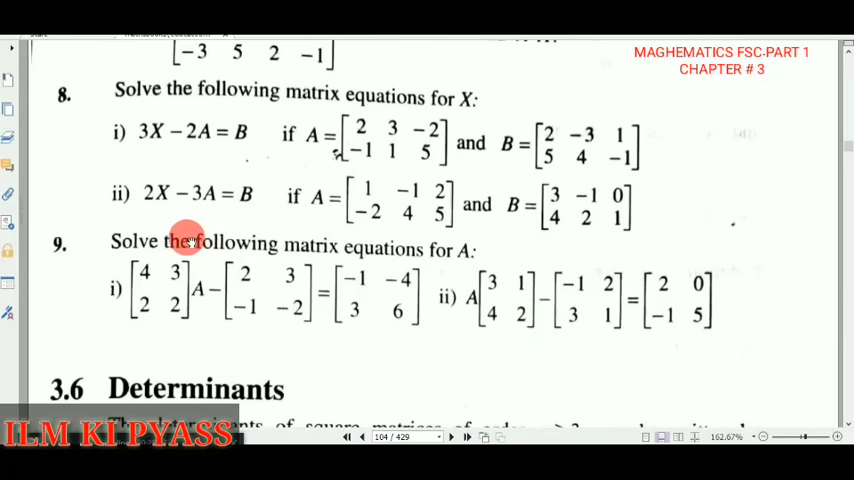 [-3 5 2 -1]
MAGHEMATICS FSC-PART 1
CHAPTER # 3
8. Solve the following matrix equations for X:
i) 3X − 2A = B if A = [2 3 −2; −1 1 5] and B = [2 −3 1; 5 4 −1]
ii) 2X − 3A = B if A = [1 −1 2; −2 4 5] and B = [3 −1 0; 4 2 1]
9. Solve the following matrix equations for A:
i) [4 3; 2 2] A − [2 3; −1 −2] = [−1 −4; 3 6] ii) A [3 1; 4 2] − [−1 2; 3 1] = [2 0; −1 5]
3.6 Determinants
ILM KI PYASS
104 / 429
162.67%